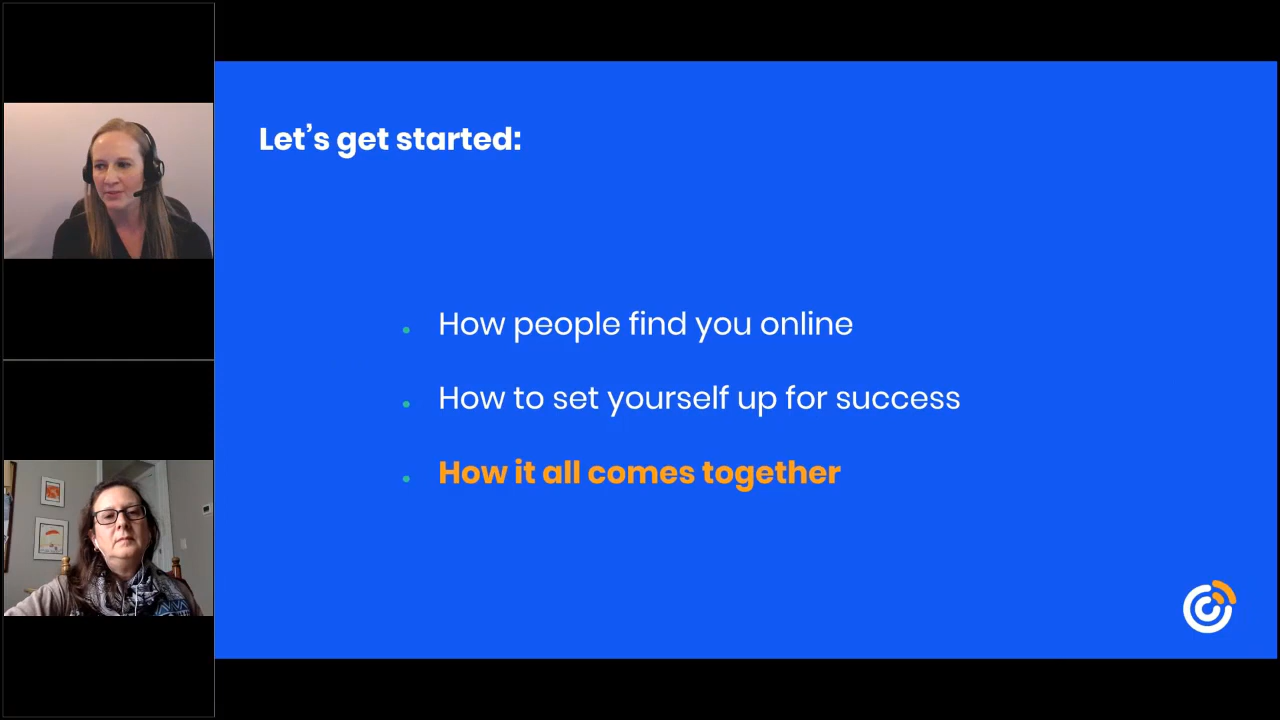 Let's get started:
How people find you online
How to set yourself up for success
How it all comes together